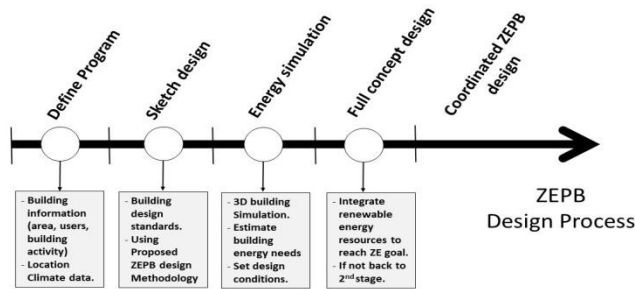 Define Program
Sketch design
Energy simulation
Full concept design
Coordinated ZEPB
design
- Building
information
(area, users,
building
activity)
- Location
Climate data.
- Building
design
standards.
- Using
Proposed
ZEPB design
Methodology
- 3D building
Simulation.
- Estimate
building
energy needs
- Set design
conditions.
- Integrate
renewable
energy
resources to
reach ZE goal.
- If not back to
2nd stage.
ZEPB
Design Process